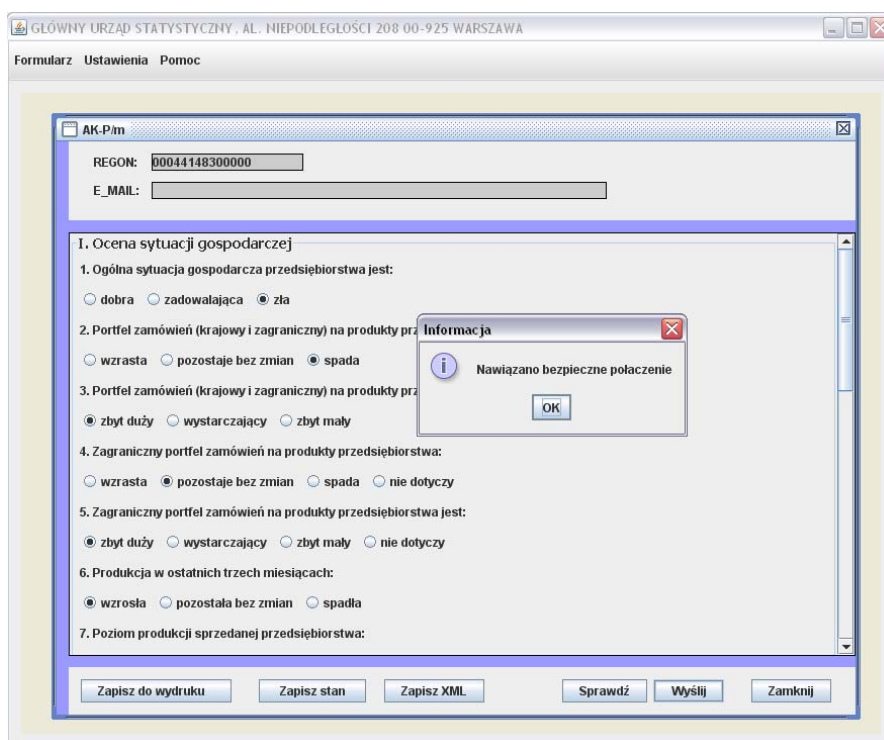 GLÓWNY URZĄD STATYSTYCZNY , AL. NIEPODLEGLOŚCI 208 00-925 WARSZAWA
Formularz Ustawienia Pomoc
AK-P/m
REGON: 00044148300000
E_MAIL:
I. Ocena sytuacji gospodarczej
1. Ogólna sytuacja gospodarcza przedsiębiorstwa jest:
dobra zadowalająca zła
2. Portfel zamówień (krajowy i zagraniczny) na produkty prz
wzrasta pozostaje bez zmian spada
3. Portfel zamówień (krajowy i zagraniczny) na produkty prz
zbyt duży wystarczający zbyt mały
Informacja
Nawiązano bezpieczne połaczenie
OK
4. Zagraniczny portfel zamówień na produkty przedsiębiorstwa:
wzrasta pozostaje bez zmian spada nie dotyczy
5. Zagraniczny portfel zamówień na produkty przedsiębiorstwa jest:
zbyt duży wystarczający zbyt mały nie dotyczy
6. Produkcja w ostatnich trzech miesiącach:
wzrosła pozostała bez zmian spadła
7. Poziom produkcji sprzedanej przedsiębiorstwa:
Zapisz do wydruku Zapisz stan Zapisz XML Sprawdź Wyślij Zamknij